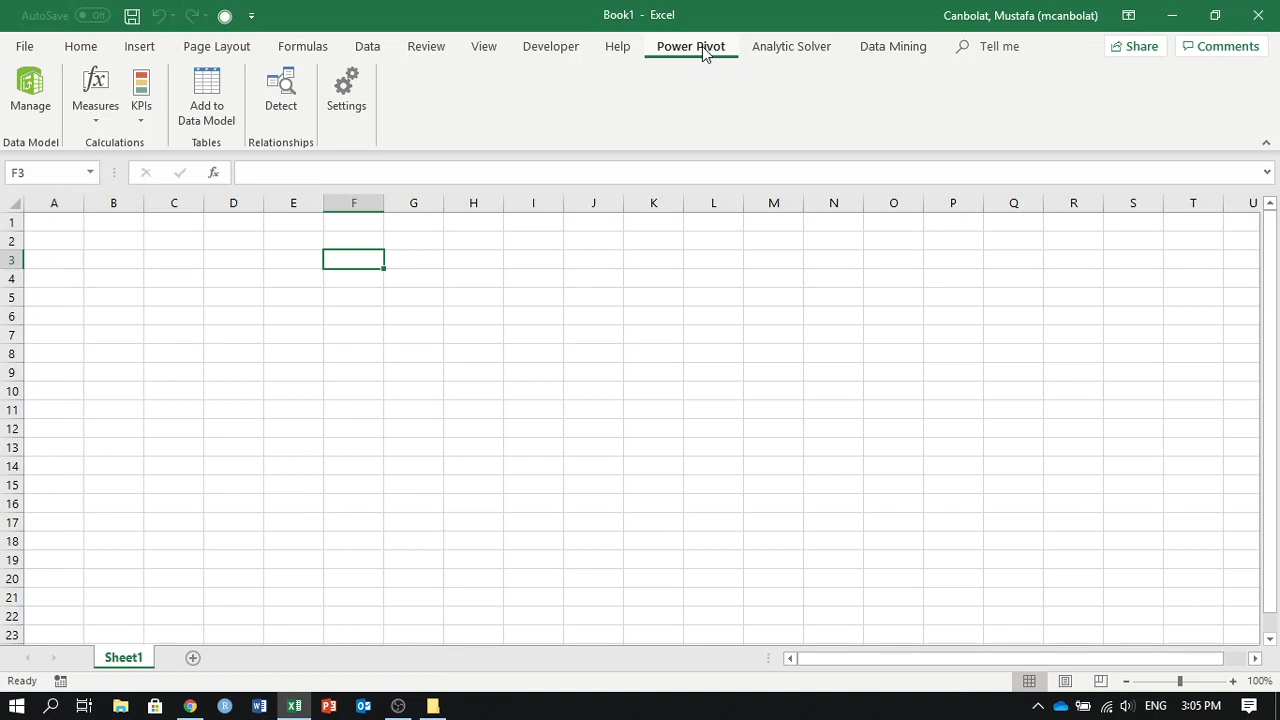 AutoSave Off Book1 - Excel Canbolat, Mustafa (mcanbolat)
File Home Insert Page Layout Formulas Data Review View Developer Help Power Pivot Analytic Solver Data Mining Tell me Share Comments
Manage Measures KPIs Add to Data Model Detect Settings
Data Model Calculations Tables Relationships
F3 fx
A B C D E F G H I J K L M N O P Q R S T U
1
2
3
4
5
6
7
8
9
10
11
12
13
14
15
16
17
18
19
20
21
22
23
Sheet1
Ready 100%
3:05 PM